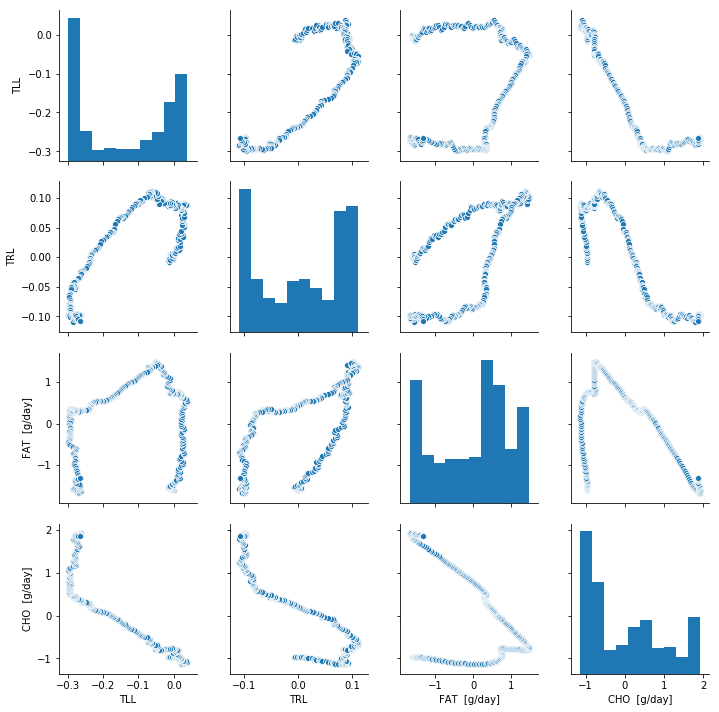 0.0
−0.1
−0.2
−0.3
TLL
0.10
0.05
0.00
−0.05
−0.10
TRL
1
0
−1
FAT [g/day]
2
1
0
−1
CHO [g/day]
−0.3 −0.2 −0.1 0.0
TLL
−0.1 0.0 0.1
TRL
−1 0 1
FAT [g/day]
−1 0 1 2
CHO [g/day]